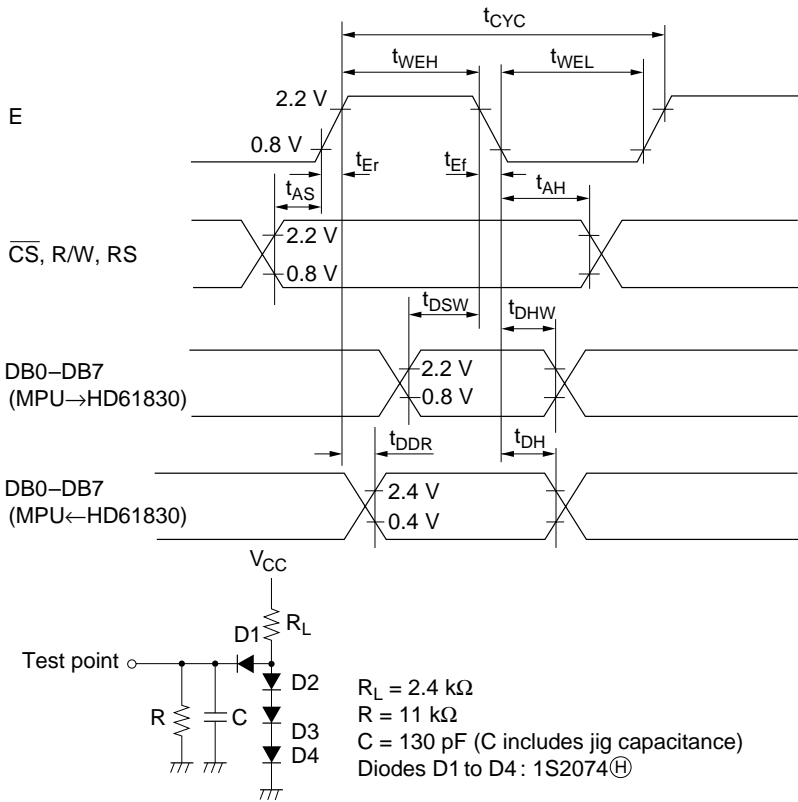 tCYC
tWEH
tWEL
E
2.2 V
0.8 V
tEr
tEf
tAS
tAH
CS, R/W, RS
2.2 V
0.8 V
tDSW
tDHW
DB0–DB7
(MPU→HD61830)
2.2 V
0.8 V
tDDR
tDH
DB0–DB7
(MPU←HD61830)
2.4 V
0.4 V
VCC
RL
D1
Test point
D2
R
C
D3
D4
RL = 2.4 kΩ
R = 11 kΩ
C = 130 pF (C includes jig capacitance)
Diodes D1 to D4 : 1S2074Ⓗ